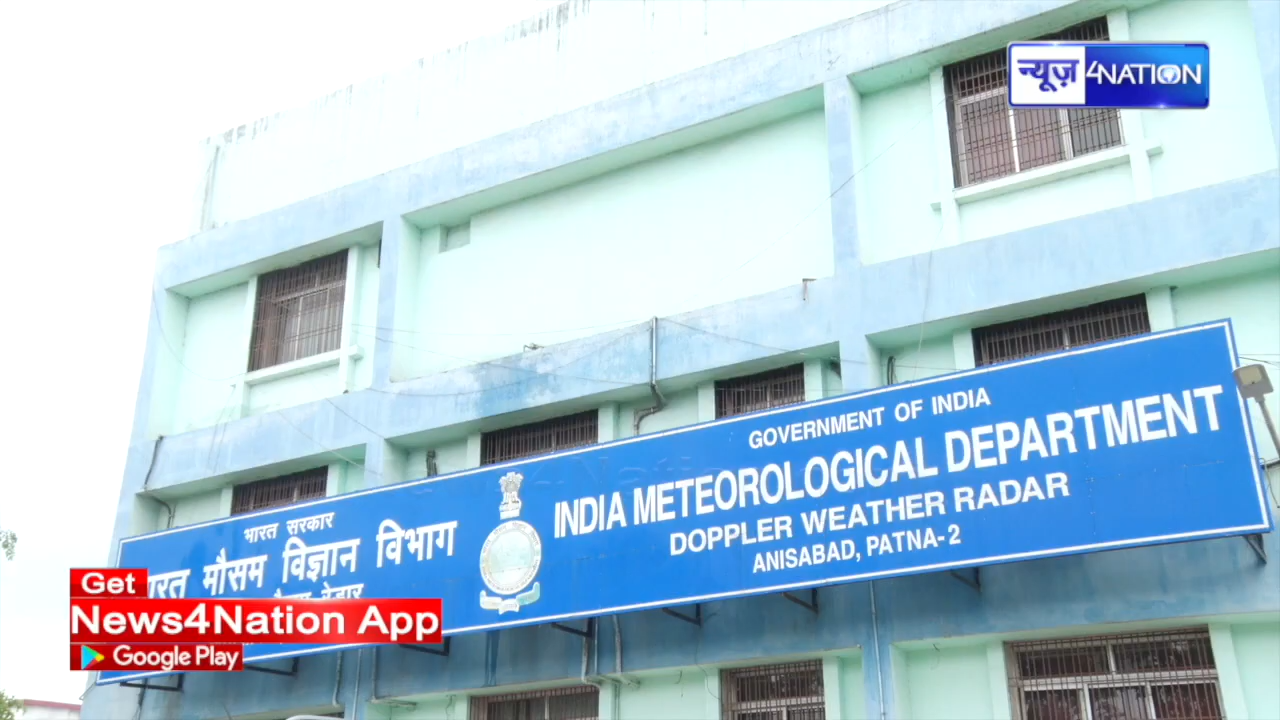 न्यूज़ 4NATION
भारत सरकार
मौसम विज्ञान विभाग
GOVERNMENT OF INDIA
INDIA METEOROLOGICAL DEPARTMENT
DOPPLER WEATHER RADAR
ANISABAD, PATNA-2
Get
News4Nation App
Google Play